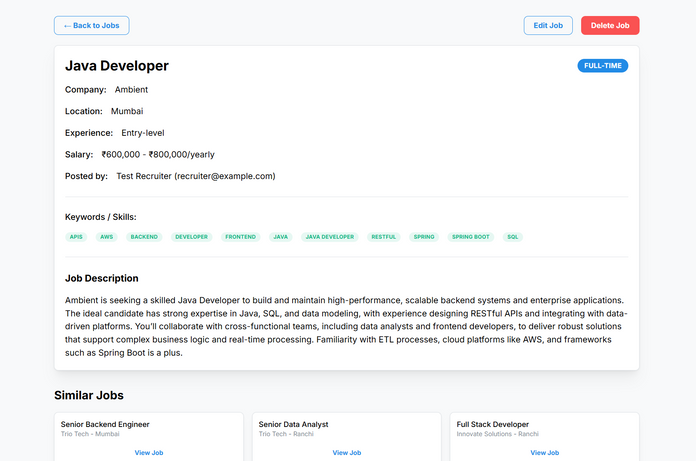 ← Back to Jobs Edit Job Delete Job
Java Developer FULL-TIME
Company: Ambient
Location: Mumbai
Experience: Entry-level
Salary: ₹600,000 - ₹800,000/yearly
Posted by: Test Recruiter (recruiter@example.com)
Keywords / Skills:
APIS AWS BACKEND DEVELOPER FRONTEND JAVA JAVA DEVELOPER RESTFUL SPRING SPRING BOOT SQL
Job Description
Ambient is seeking a skilled Java Developer to build and maintain high-performance, scalable backend systems and enterprise applications.
The ideal candidate has strong expertise in Java, SQL, and data modeling, with experience designing RESTful APIs and integrating with data-
driven platforms. You'll collaborate with cross-functional teams, including data analysts and frontend developers, to deliver robust solutions
that support complex business logic and real-time processing. Familiarity with ETL processes, cloud platforms like AWS, and frameworks
such as Spring Boot is a plus.
Similar Jobs
Senior Backend Engineer Senior Data Analyst Full Stack Developer
Trio Tech - Mumbai Trio Tech - Ranchi Innovate Solutions - Ranchi
View Job View Job View Job